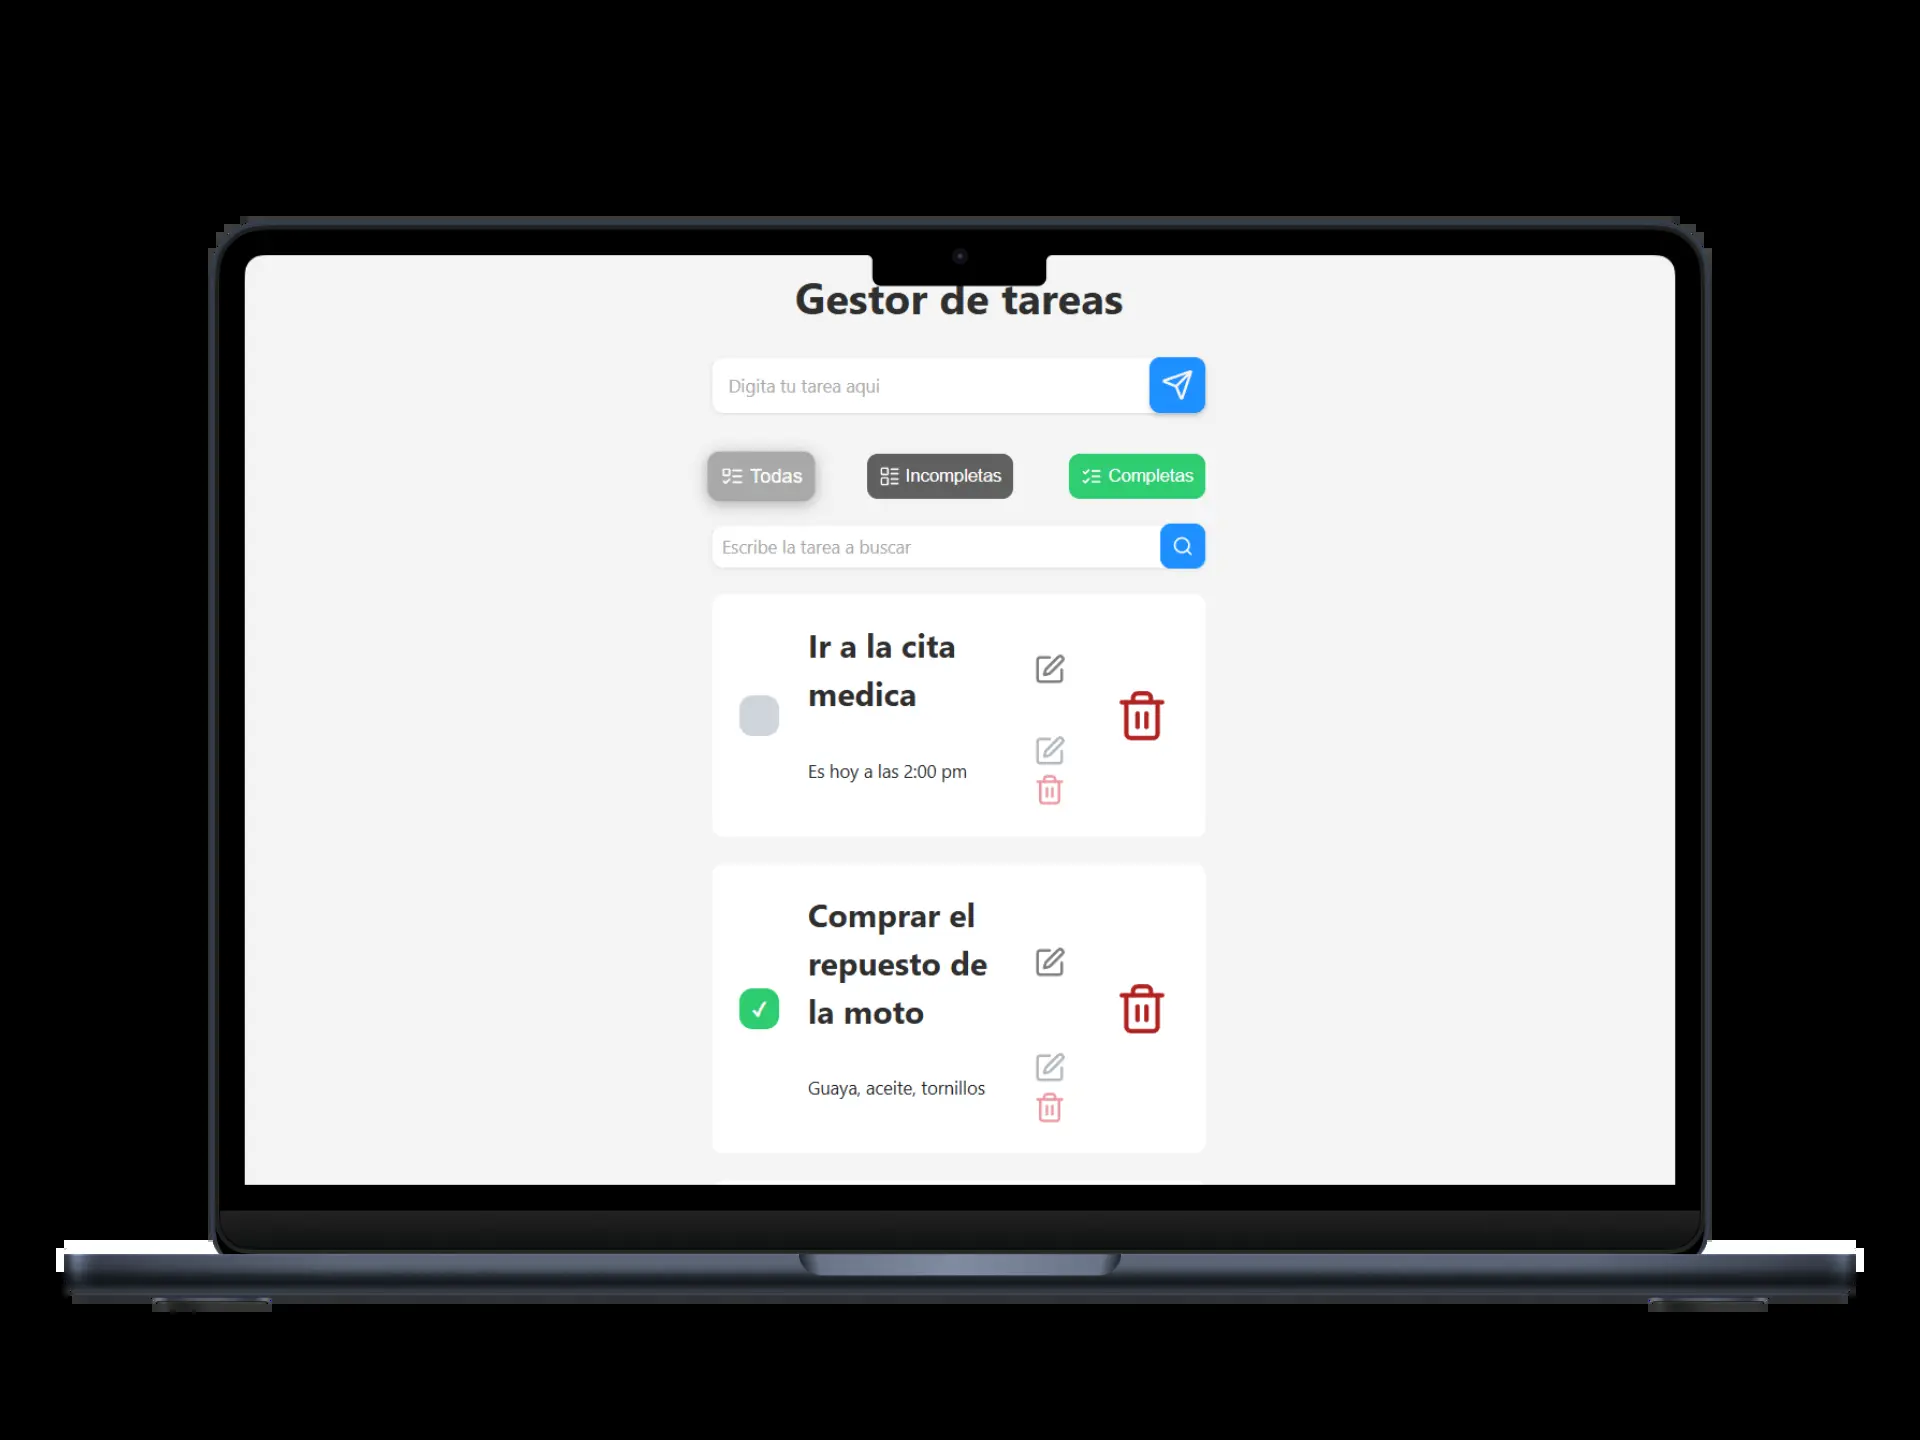 Gestor de tareas
Digita tu tarea aqui
Todas
Incompletas
Completas
Escribe la tarea a buscar
Ir a la cita
medica
Es hoy a las 2:00 pm
Comprar el
repuesto de
la moto
Guaya, aceite, tornillos